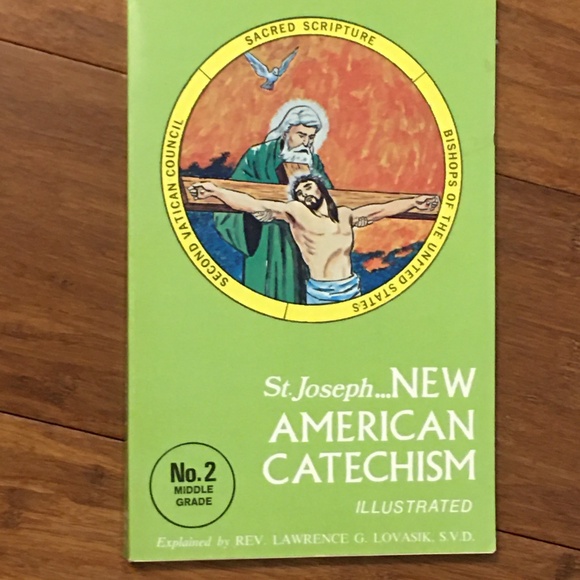 SACRED SCRIPTURE
SECOND VATICAN COUNCIL
BISHOPS OF THE UNITED STATES
St. Joseph...NEW
AMERICAN
CATECHISM
ILLUSTRATED
No. 2
MIDDLE
GRADE
Explained by REV. LAWRENCE G. LOVASIK, S.V.D.